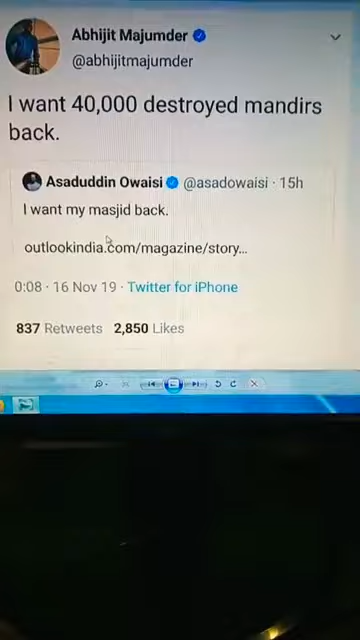 Abhijit Majumder
@abhijitmajumder
I want 40,000 destroyed mandirs
back.
Asaduddin Owaisi @asadowaisi · 15h
I want my masjid back.
outlookindia.com/magazine/story...
0:08 · 16 Nov 19 · Twitter for iPhone
837 Retweets 2,850 Likes